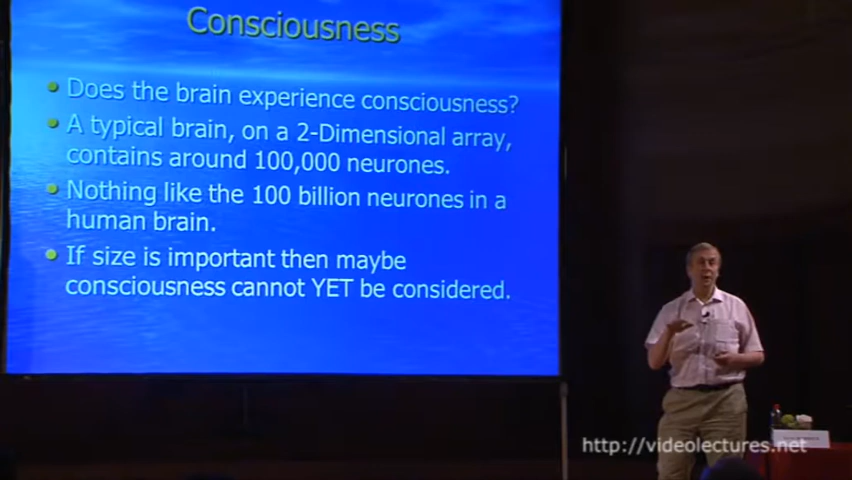 Consciousness
Does the brain experience consciousness?
A typical brain, on a 2-Dimensional array,
contains around 100,000 neurones.
Nothing like the 100 billion neurones in a
human brain.
If size is important then maybe
consciousness cannot YET be considered.
http://videolectures.net